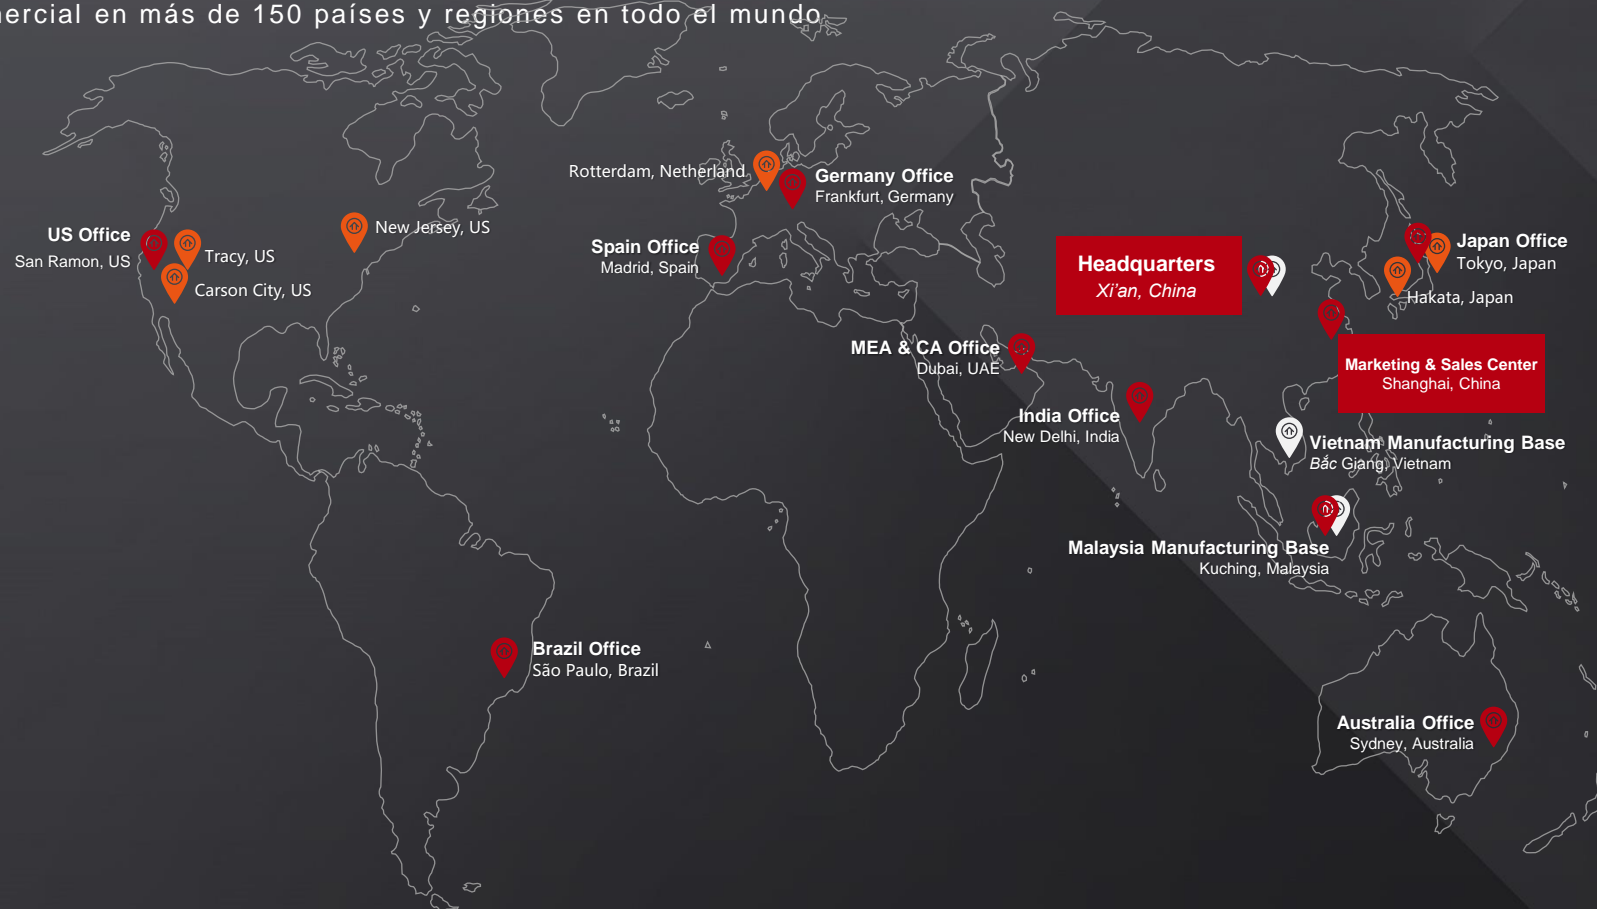 mercial en más de 150 países y regiones en todo el mundo
Rotterdam, Netherland
Germany Office
Frankfurt, Germany
US Office
San Ramon, US
Tracy, US
Carson City, US
New Jersey, US
Spain Office
Madrid, Spain
Headquarters
Xi'an, China
Japan Office
Tokyo, Japan
Hakata, Japan
MEA & CA Office
Dubai, UAE
Marketing & Sales Center
Shanghai, China
India Office
New Delhi, India
Vietnam Manufacturing Base
Bắc Giang, Vietnam
Malaysia Manufacturing Base
Kuching, Malaysia
Brazil Office
São Paulo, Brazil
Australia Office
Sydney, Australia